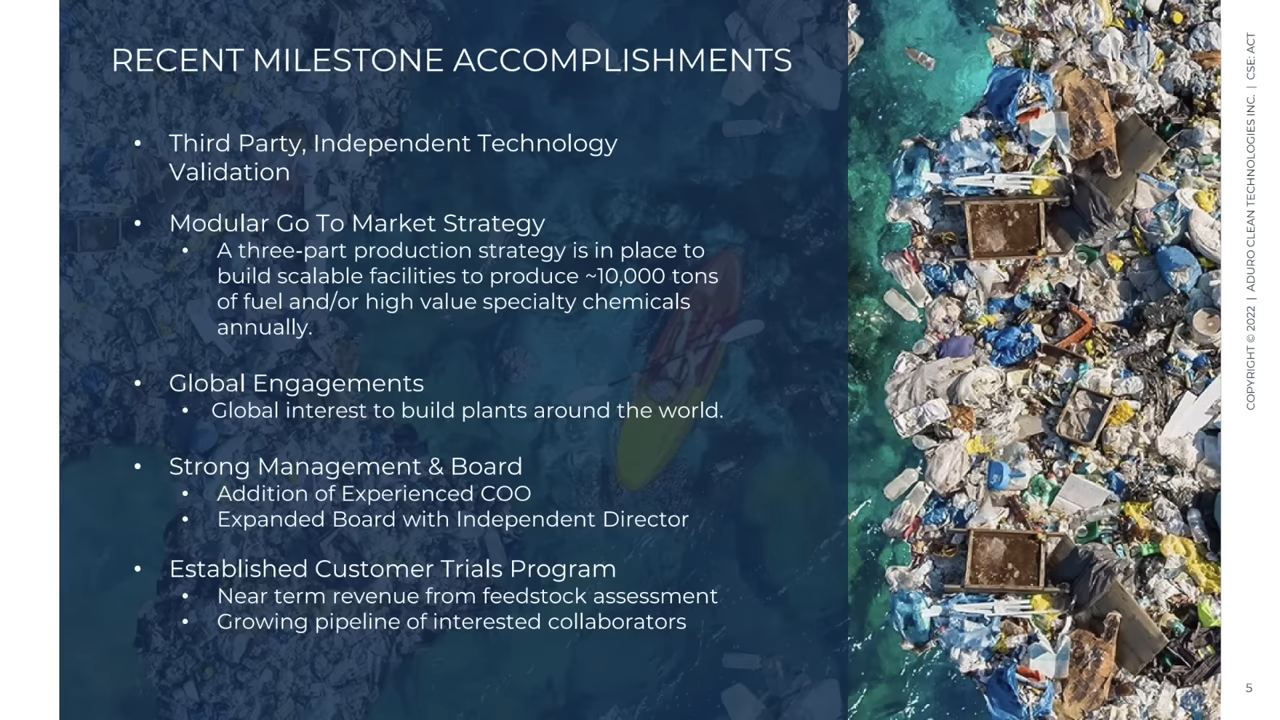 RECENT MILESTONE ACCOMPLISHMENTS
• Third Party, Independent Technology
Validation
• Modular Go To Market Strategy
• A three-part production strategy is in place to
build scalable facilities to produce ~10,000 tons
of fuel and/or high value specialty chemicals
annually.
• Global Engagements
• Global interest to build plants around the world.
• Strong Management & Board
• Addition of Experienced COO
• Expanded Board with Independent Director
• Established Customer Trials Program
• Near term revenue from feedstock assessment
• Growing pipeline of interested collaborators
COPYRIGHT © 2022 | ADURO CLEAN TECHNOLOGIES INC. | CSE: ACT
5